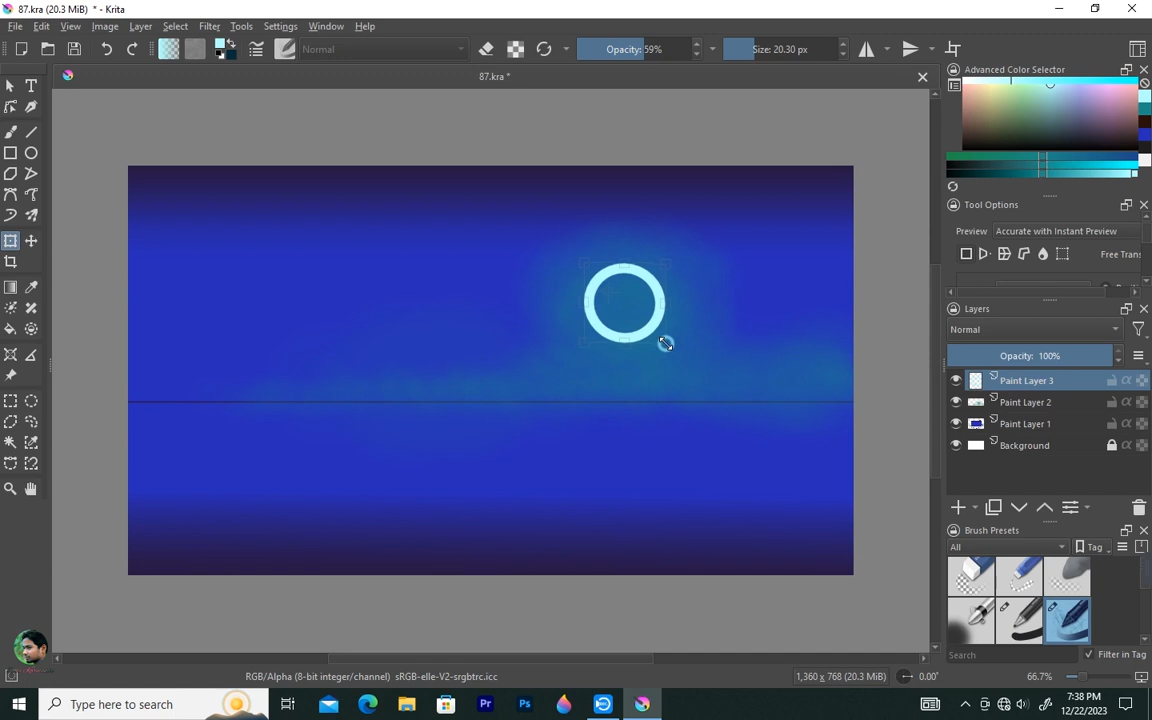 87.kra (20.3 MiB) * - Krita
File Edit View Image Layer Select Filter Tools Settings Window Help
Normal
Opacity: 59%
Size: 20.30 px
87.kra *
Advanced Color Selector
Tool Options
Preview Accurate with Instant Preview
Free Trans
Layers
Normal
Opacity: 100%
Paint Layer 3
Paint Layer 2
Paint Layer 1
Background
Brush Presets
All
Tag
Search
Filter in Tag
RGB/Alpha (8-bit integer/channel) sRGB-elle-V2-srgbtrc.icc
1,360 x 768 (20.3 MiB)
0.00°
66.7%
Type here to search
Pr
Ps
7:38 PM
12/22/2023